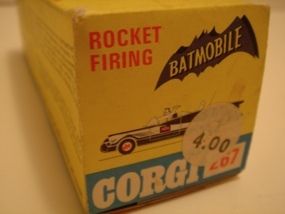 ROCKET
FIRING
BATMOBILE
4.00
CORGI 267